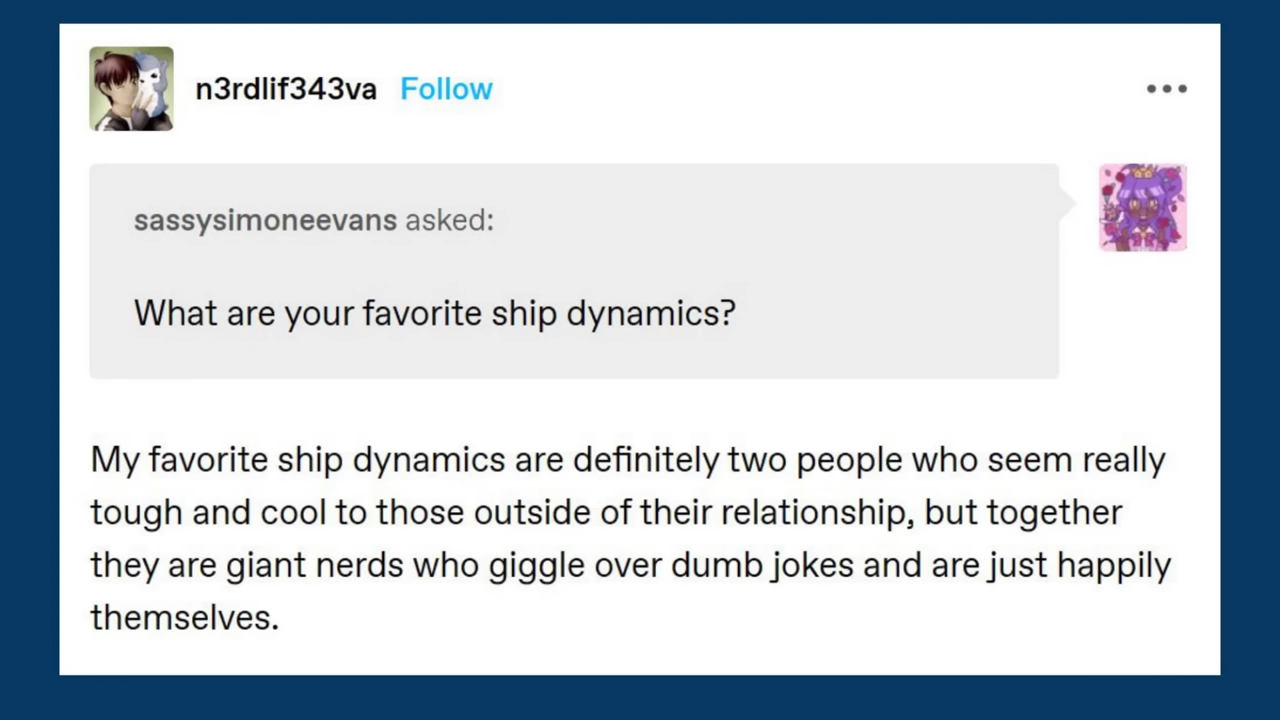 n3rdlif343va Follow
sassysimoneevans asked:
What are your favorite ship dynamics?
My favorite ship dynamics are definitely two people who seem really
tough and cool to those outside of their relationship, but together
they are giant nerds who giggle over dumb jokes and are just happily
themselves.